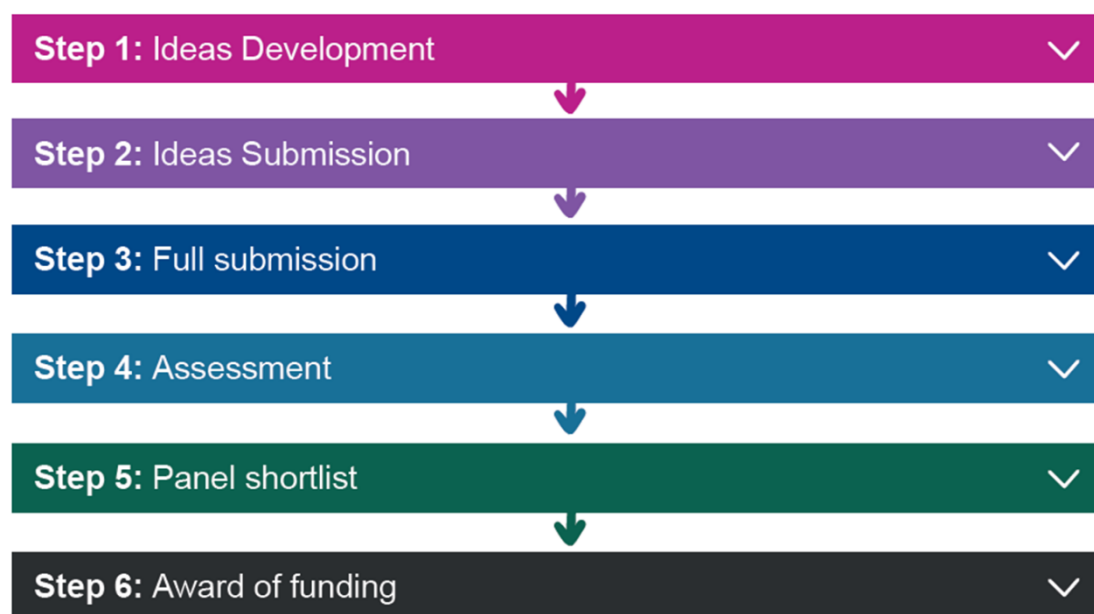 Step 1: Ideas Development
Step 2: Ideas Submission
Step 3: Full submission
Step 4: Assessment
Step 5: Panel shortlist
Step 6: Award of funding